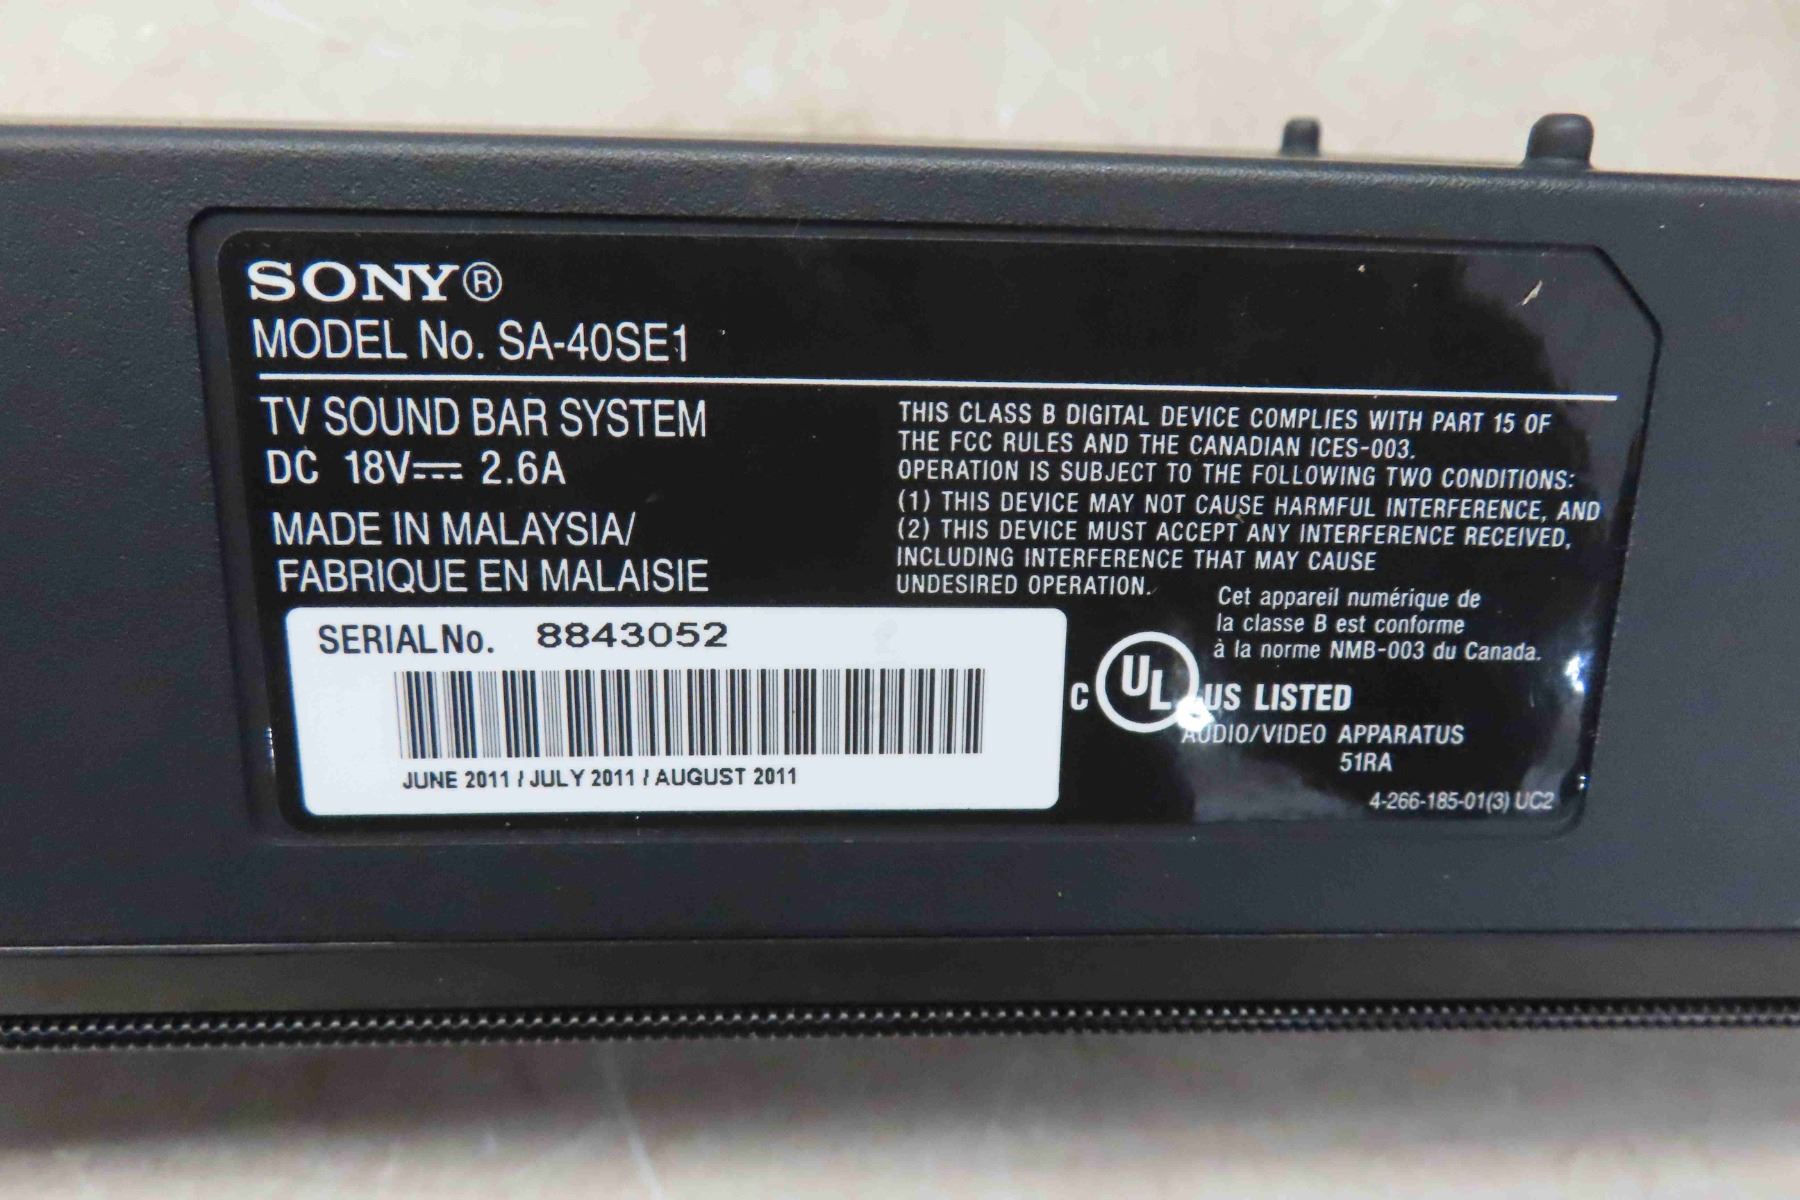 SONY®
MODEL No. SA-40SE1
TV SOUND BAR SYSTEM
DC 18V⎓ 2.6A
MADE IN MALAYSIA/
FABRIQUE EN MALAISIE
SERIAL No. 8843052
JUNE 2011 / JULY 2011 / AUGUST 2011
THIS CLASS B DIGITAL DEVICE COMPLIES WITH PART 15 OF
THE FCC RULES AND THE CANADIAN ICES-003.
OPERATION IS SUBJECT TO THE FOLLOWING TWO CONDITIONS:
(1) THIS DEVICE MAY NOT CAUSE HARMFUL INTERFERENCE, AND
(2) THIS DEVICE MUST ACCEPT ANY INTERFERENCE RECEIVED,
INCLUDING INTERFERENCE THAT MAY CAUSE
UNDESIRED OPERATION.
Cet appareil numérique de
la classe B est conforme
à la norme NMB-003 du Canada.
C UL US LISTED
AUDIO/VIDEO APPARATUS
51RA
4-266-185-01(3) UC2